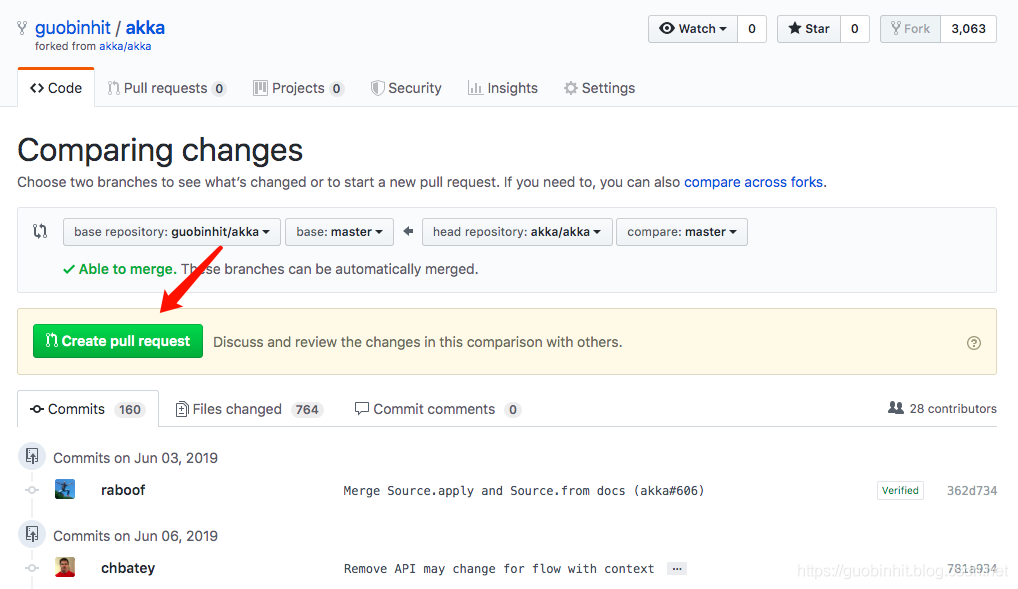 guobinhit / akka
forked from akka/akka
Watch 0 Star 0 Fork 3,063
Code Pull requests 0 Projects 0 Security Insights Settings
Comparing changes
Choose two branches to see what's changed or to start a new pull request. If you need to, you can also compare across forks.
base repository: guobinhit/akka base: master head repository: akka/akka compare: master
Able to merge. These branches can be automatically merged.
Create pull request Discuss and review the changes in this comparison with others.
Commits 160 Files changed 764 Commit comments 0 28 contributors
Commits on Jun 03, 2019
raboof Merge Source.apply and Source.from docs (akka#606) Verified 362d734
Commits on Jun 06, 2019
chbatey Remove API may change for flow with context … 781a934
https://guobinhit.blog.csdn.net